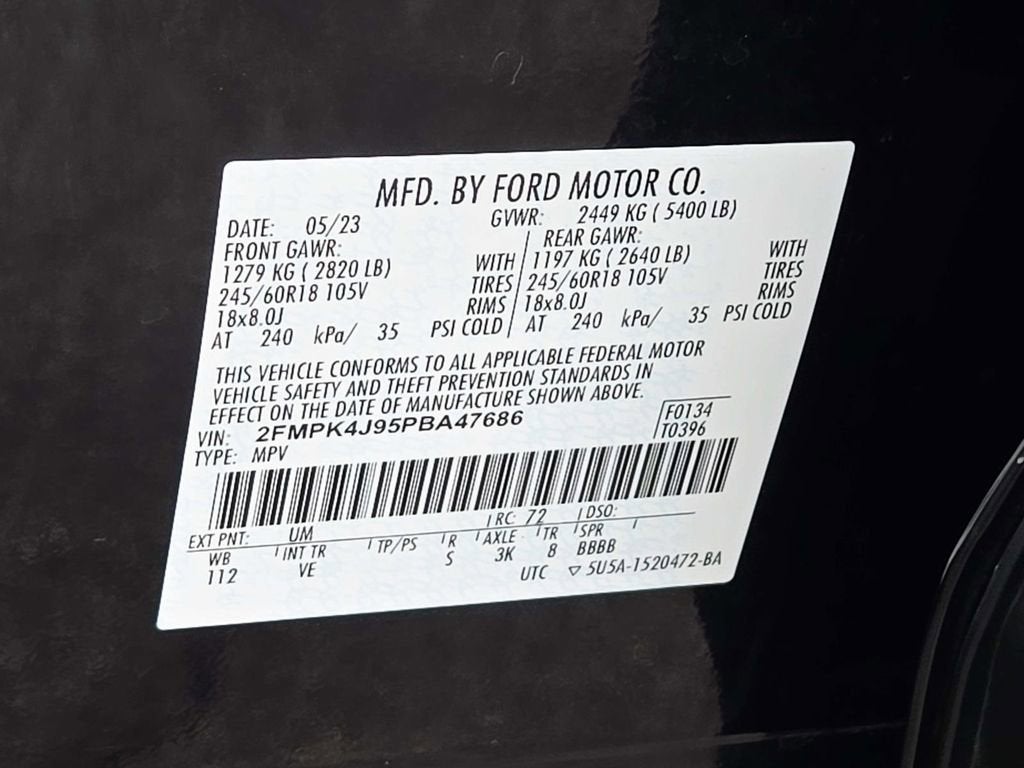 MFD. BY FORD MOTOR CO.
DATE: 05/23 GVWR: 2449 KG ( 5400 LB)
FRONT GAWR: REAR GAWR:
1279 KG ( 2820 LB) WITH 1197 KG ( 2640 LB) WITH
245/60R18 105V TIRES 245/60R18 105V TIRES
18x8.0J RIMS 18x8.0J RIMS
AT 240 kPa/ 35 PSI COLD AT 240 kPa/ 35 PSI COLD
THIS VEHICLE CONFORMS TO ALL APPLICABLE FEDERAL MOTOR
VEHICLE SAFETY AND THEFT PREVENTION STANDARDS IN
EFFECT ON THE DATE OF MANUFACTURE SHOWN ABOVE.
VIN: 2FMPK4J95PBA47686 F0134
TYPE: MPV T0396
EXT PNT: UM RC: 72 DSO:
WB INT TR TP/PS R AXLE TR SPR
112 VE S 3K 8 BBBB
UTC ▽ 5U5A-1520472-BA